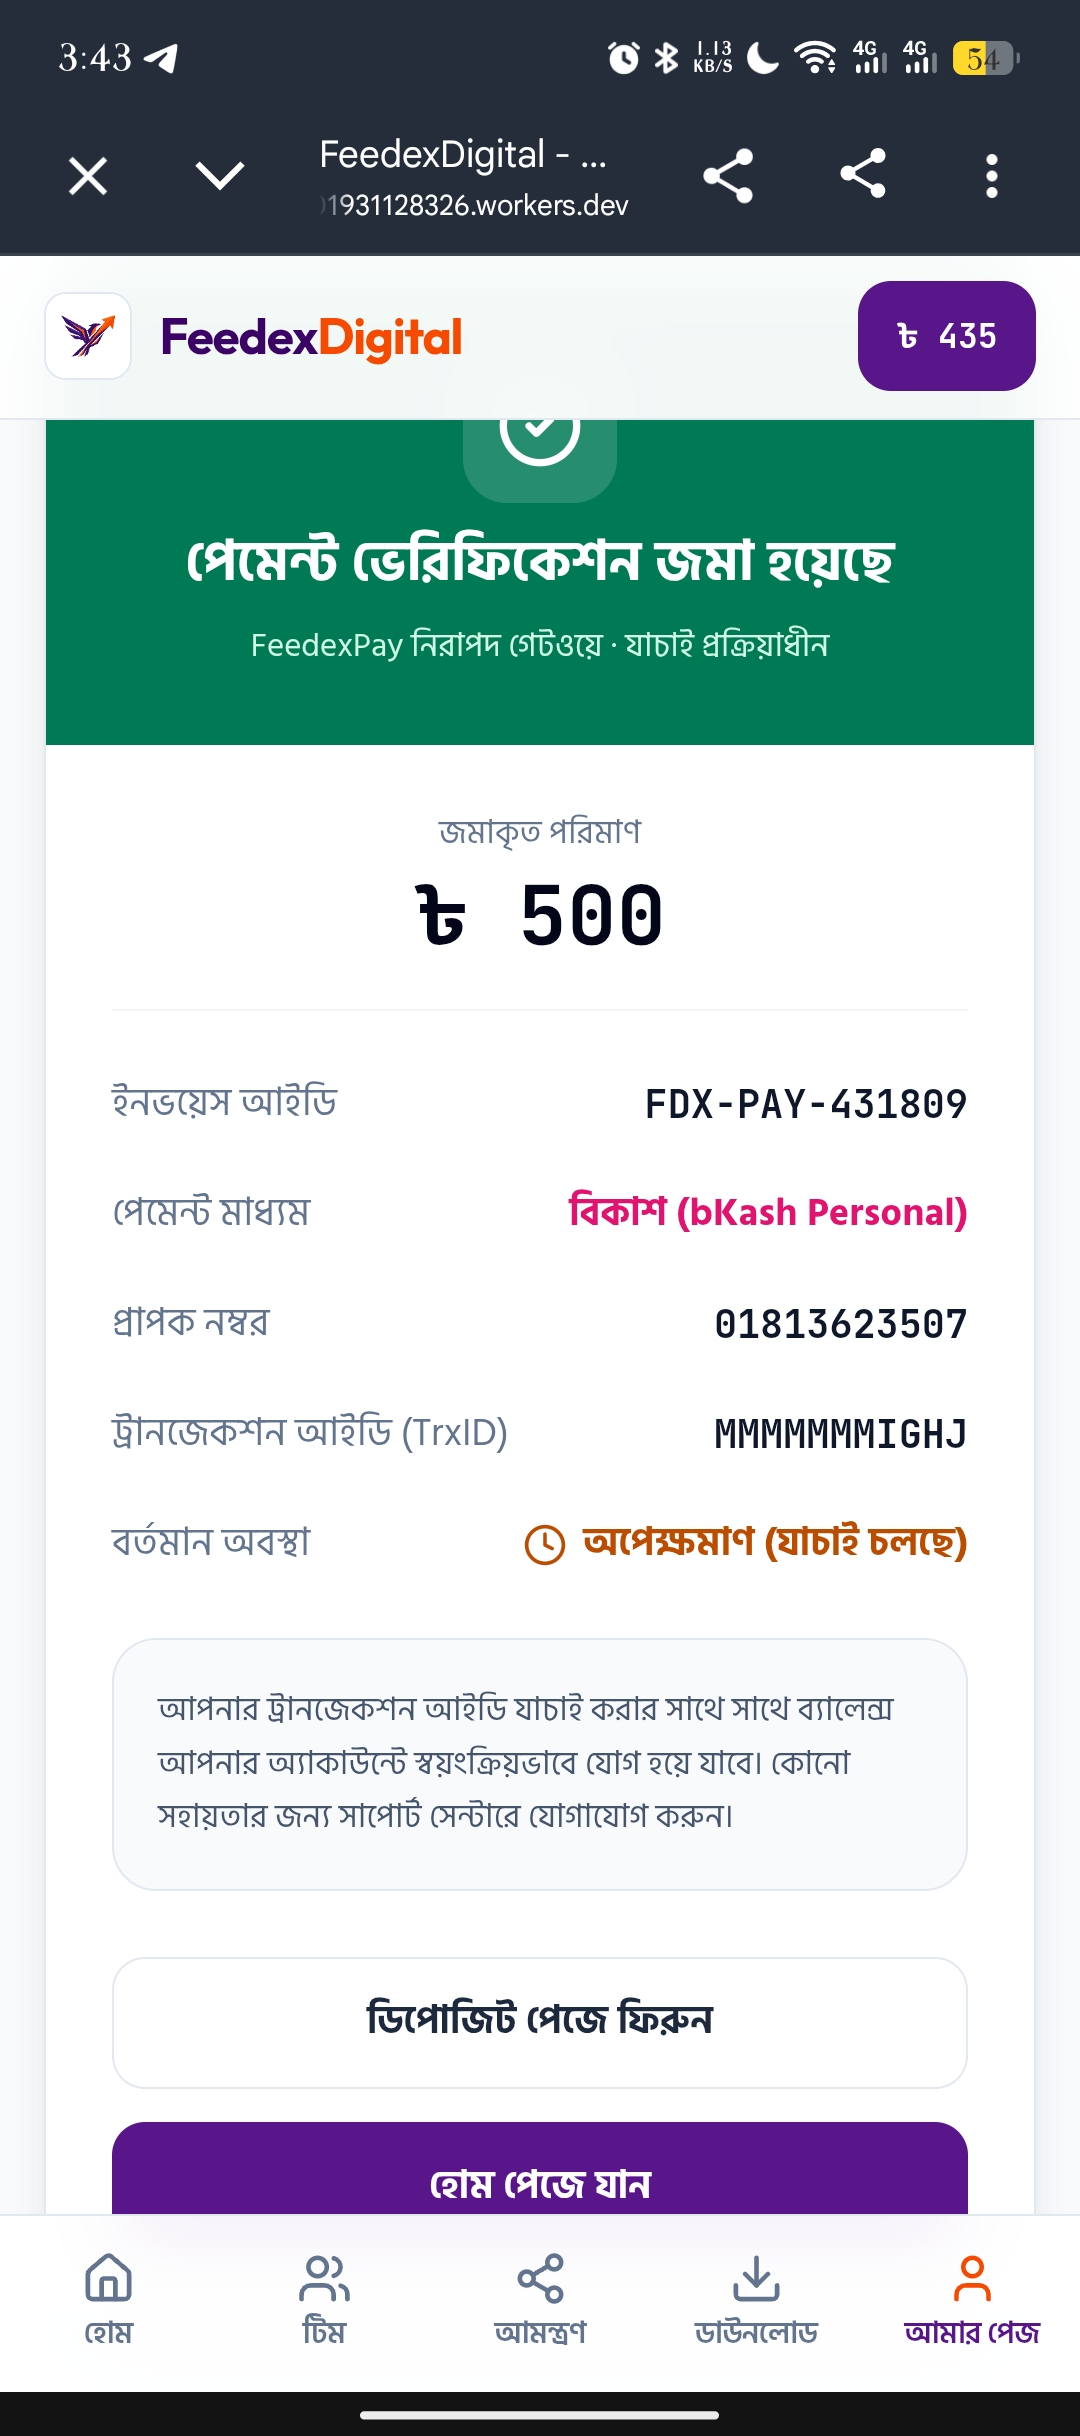 3:43
1.13 KB/S
4G
4G
54
FeedexDigital - ...
1931128326.workers.dev
FeedexDigital
৳ 435
পেমেন্ট ভেরিফিকেশন জমা হয়েছে
FeedexPay নিরাপদ গেটওয়ে · যাচাই প্রক্রিয়াধীন
জমাকৃত পরিমাণ
৳ 500
ইনভয়েস আইডি FDX-PAY-431809
পেমেন্ট মাধ্যম বিকাশ (bKash Personal)
প্রাপক নম্বর 01813623507
ট্রানজেকশন আইডি (TrxID) MMMMMMMIGHJ
বর্তমান অবস্থা অপেক্ষমাণ (যাচাই চলছে)
আপনার ট্রানজেকশন আইডি যাচাই করার সাথে সাথে ব্যালেন্স
আপনার অ্যাকাউন্টে স্বয়ংক্রিয়ভাবে যোগ হয়ে যাবে। কোনো
সহায়তার জন্য সাপোর্ট সেন্টারে যোগাযোগ করুন।
ডিপোজিট পেজে ফিরুন
হোম পেজে যান
হোম টিম আমন্ত্রণ ডাউনলোড আমার পেজ